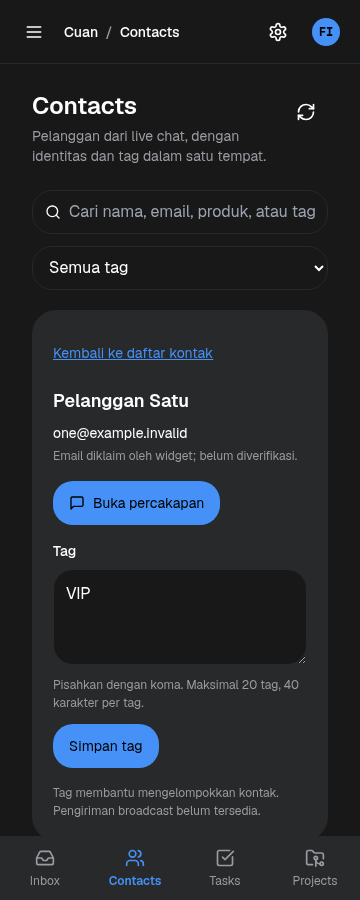 Cuan / Contacts
FI
Contacts
Pelanggan dari live chat, dengan
identitas dan tag dalam satu tempat.
Cari nama, email, produk, atau tag
Semua tag
Kembali ke daftar kontak
Pelanggan Satu
one@example.invalid
Email diklaim oleh widget; belum diverifikasi.
Buka percakapan
Tag
VIP
Pisahkan dengan koma. Maksimal 20 tag, 40
karakter per tag.
Simpan tag
Tag membantu mengelompokkan kontak.
Pengiriman broadcast belum tersedia.
Inbox
Contacts
Tasks
Projects